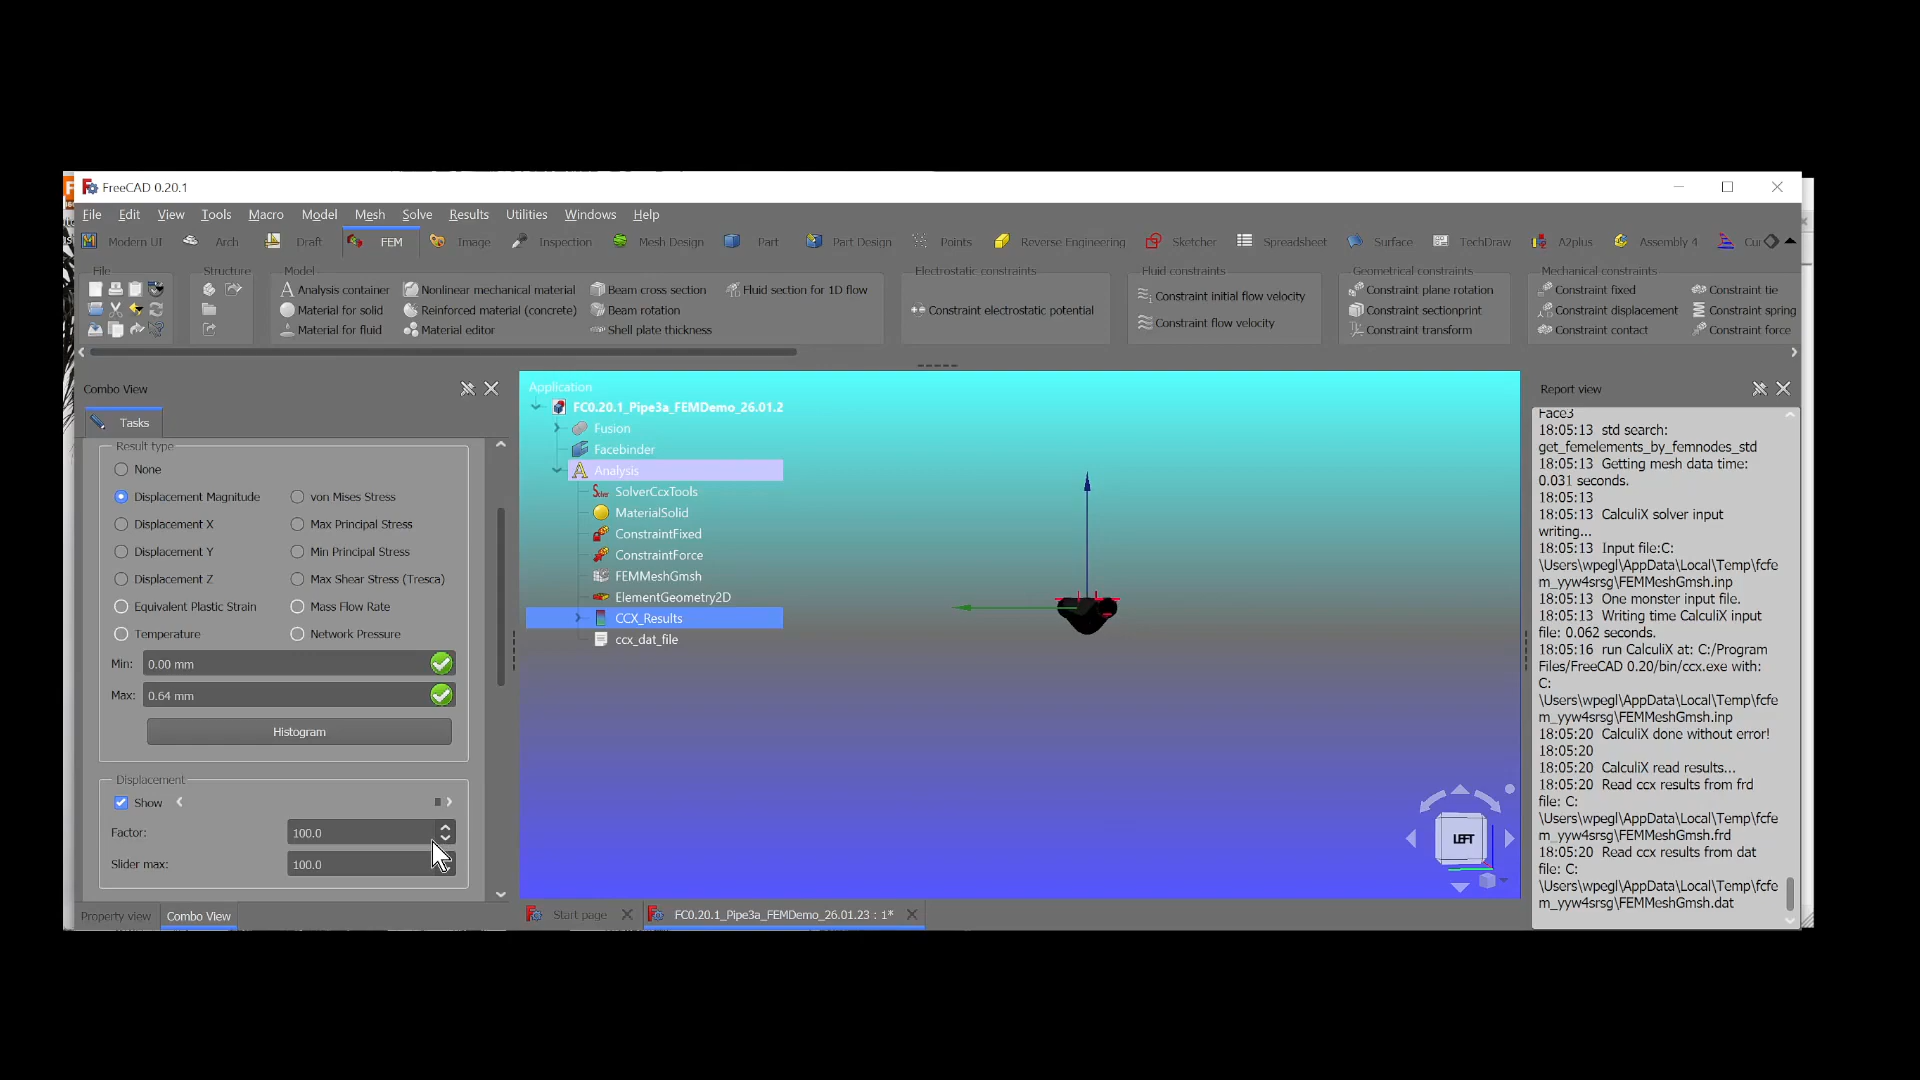 FreeCAD 0.20.1
File Edit View Tools Macro Model Mesh Solve Results Utilities Windows Help
Modern UI Arch Draft FEM Image Inspection Mesh Design Part Part Design Points Reverse Engineering Sketcher Spreadsheet Surface TechDraw A2plus Assembly 4 Cur
File Structure Model Electrostatic constraints Fluid constraints Geometrical constraints Mechanical constraints
Analysis container Nonlinear mechanical material Beam cross section Fluid section for 1D flow Constraint initial flow velocity Constraint plane rotation Constraint fixed Constraint tie
Material for solid Reinforced material (concrete) Beam rotation Constraint electrostatic potential Constraint sectionprint Constraint displacement Constraint spring
Material for fluid Material editor Shell plate thickness Constraint flow velocity Constraint transform Constraint contact Constraint force
Combo View
Tasks
Result type
None
Displacement Magnitude von Mises Stress
Displacement X Max Principal Stress
Displacement Y Min Principal Stress
Displacement Z Max Shear Stress (Tresca)
Equivalent Plastic Strain Mass Flow Rate
Temperature Network Pressure
Min: 0.00 mm
Max: 0.64 mm
Histogram
Displacement
Show
Factor: 100.0
Slider max: 100.0
Property view Combo View
Application
FC0.20.1_Pipe3a_FEMDemo_26.01.2
Fusion
Facebinder
Analysis
SolverCcxTools
MaterialSolid
ConstraintFixed
ConstraintForce
FEMMeshGmsh
ElementGeometry2D
CCX_Results
ccx_dat_file
LEFT
Start page FC0.20.1_Pipe3a_FEMDemo_26.01.23 : 1*
Report view
Face3
18:05:13 std search:
get_femelements_by_femnodes_std
18:05:13 Getting mesh data time:
0.031 seconds.
18:05:13
18:05:13 CalculiX solver input
writing...
18:05:13 Input file:C:
\Users\wpegl\AppData\Local\Temp\fcfe
m_yyw4srsg\FEMMeshGmsh.inp
18:05:13 One monster input file.
18:05:13 Writing time CalculiX input
file: 0.062 seconds.
18:05:16 run CalculiX at: C:/Program
Files/FreeCAD 0.20/bin/ccx.exe with:
C:
\Users\wpegl\AppData\Local\Temp\fcfe
m_yyw4srsg\FEMMeshGmsh.inp
18:05:20 CalculiX done without error!
18:05:20
18:05:20 CalculiX read results...
18:05:20 Read ccx results from frd
file: C:
\Users\wpegl\AppData\Local\Temp\fcfe
m_yyw4srsg\FEMMeshGmsh.frd
18:05:20 Read ccx results from dat
file: C:
\Users\wpegl\AppData\Local\Temp\fcfe
m_yyw4srsg\FEMMeshGmsh.dat